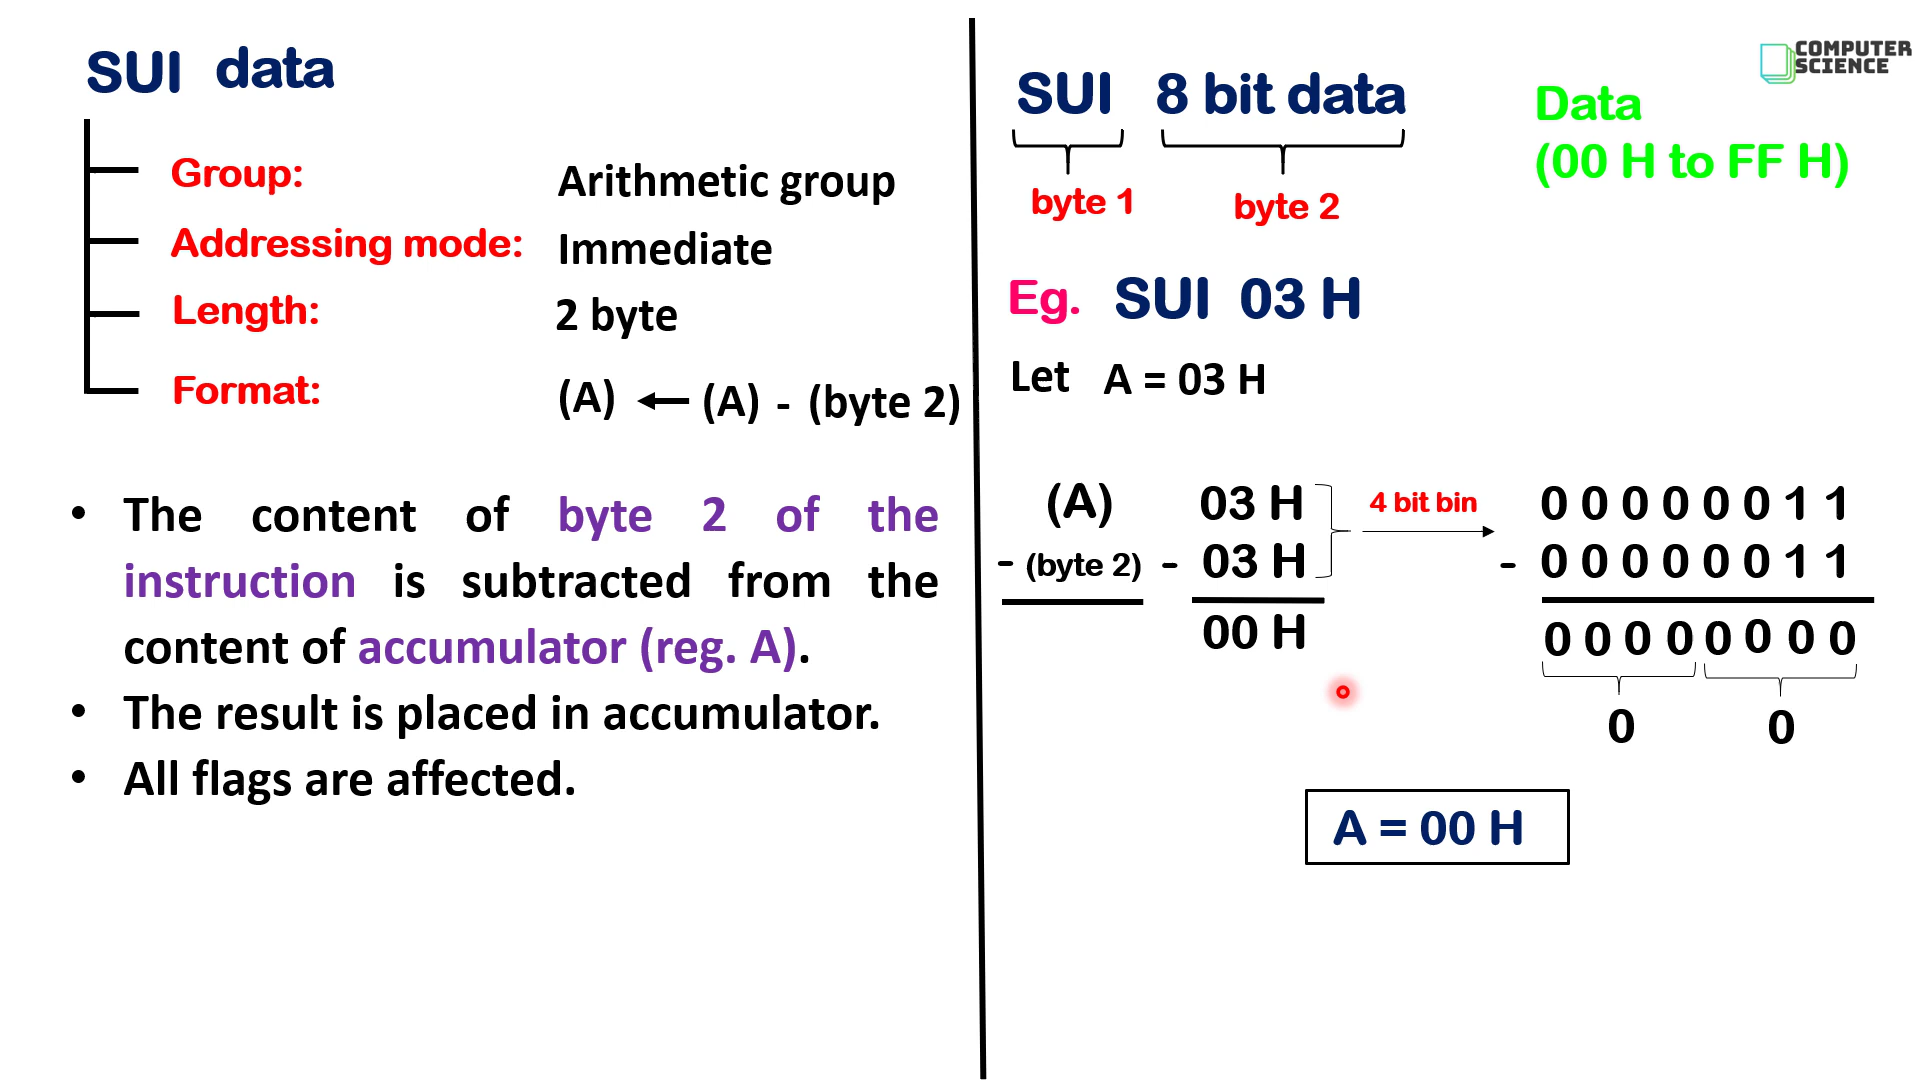 SUI data
Group: Arithmetic group
Addressing mode: Immediate
Length: 2 byte
Format: (A) ← (A) - (byte 2)
• The content of byte 2 of the
instruction is subtracted from the
content of accumulator (reg. A).
• The result is placed in accumulator.
• All flags are affected.
COMPUTER
SCIENCE
SUI 8 bit data
byte 1 byte 2
Data
(00 H to FF H)
Eg. SUI 03 H
Let A = 03 H
(A) 03 H 4 bit bin 0 0 0 0 0 0 1 1
- (byte 2) - 03 H - 0 0 0 0 0 0 1 1
00 H 0 0 0 0 0 0 0 0
0 0
A = 00 H